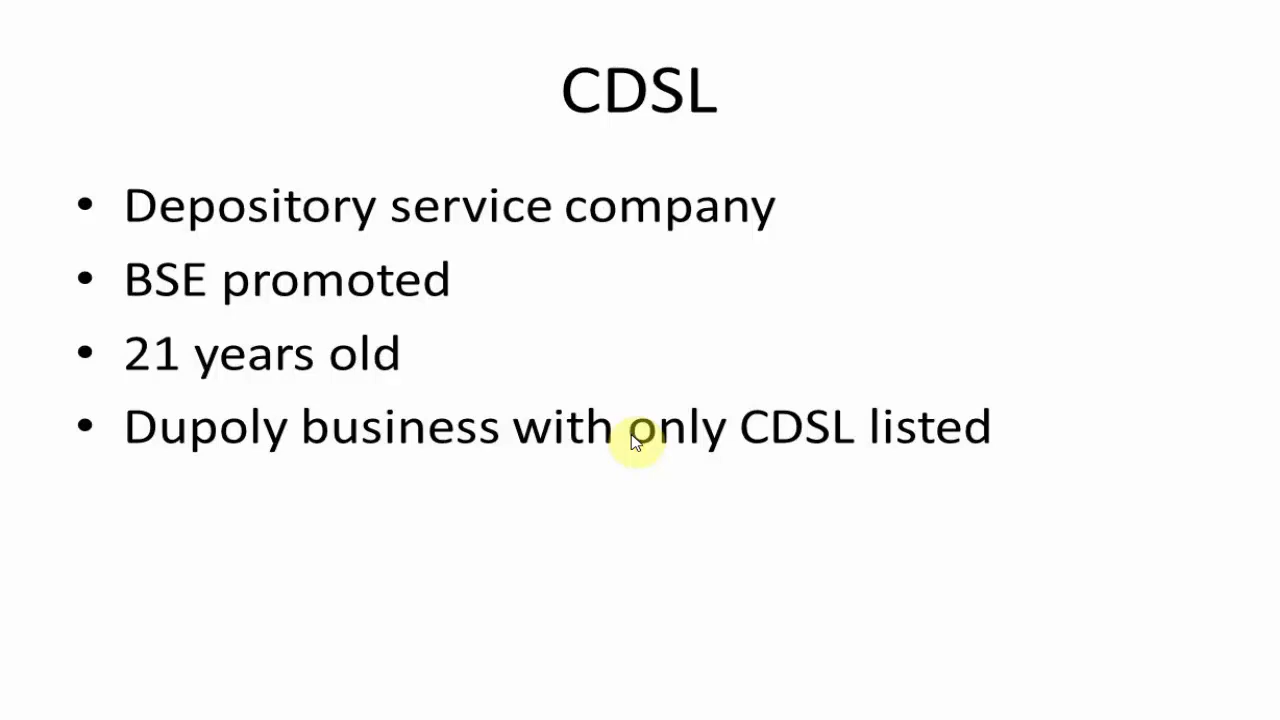 CDSL
• Depository service company
• BSE promoted
• 21 years old
• Dupoly business with only CDSL listed